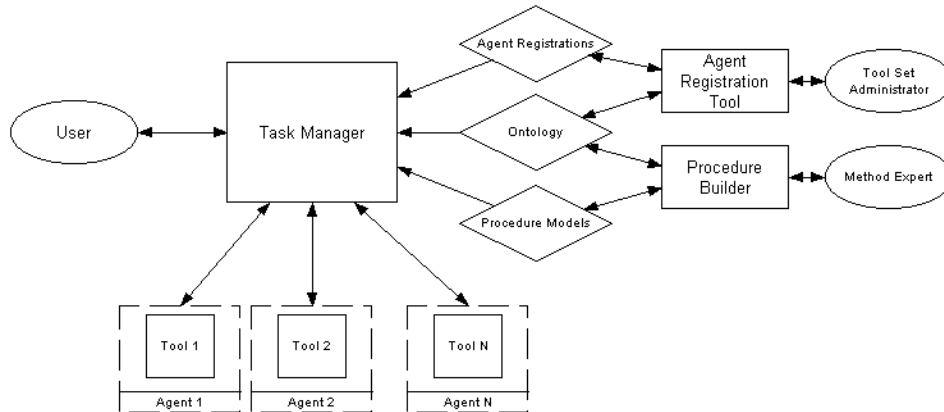 Agent Registrations
Agent
Registration
Tool
Tool Set
Administrator
User
Task Manager
Ontology
Procedure
Builder
Method Expert
Procedure Models
Tool 1
Tool 2
Tool N
Agent 1
Agent 2
Agent N